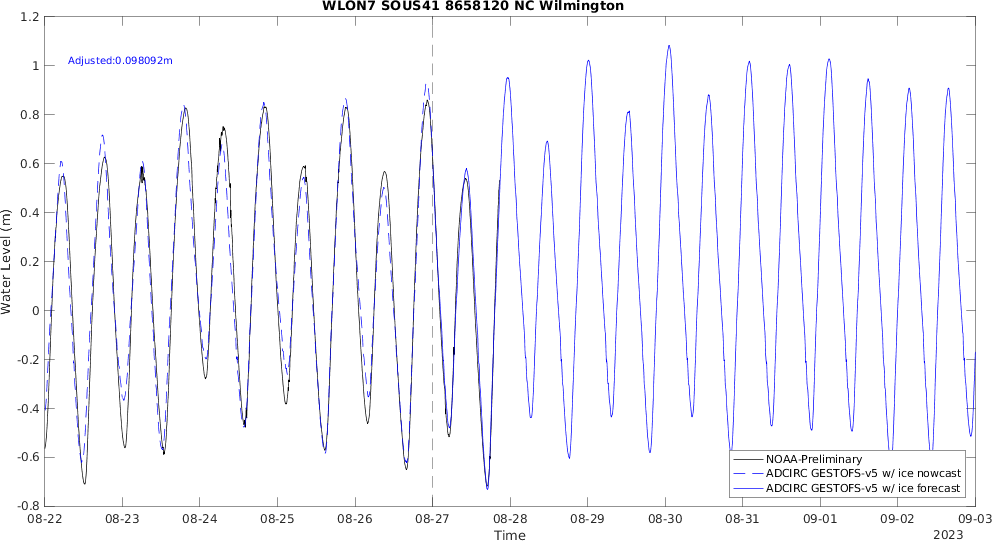 WLON7 SOUS41 8658120 NC Wilmington
1.2
1
0.8
0.6
0.4
0.2
0
-0.2
-0.4
-0.6
-0.8
Water Level (m)
Adjusted:0.098092m
NOAA-Preliminary
ADCIRC GESTOFS-v5 w/ ice nowcast
ADCIRC GESTOFS-v5 w/ ice forecast
08-22 08-23 08-24 08-25 08-26 08-27 08-28 08-29 08-30 08-31 09-01 09-02 09-03
Time
2023